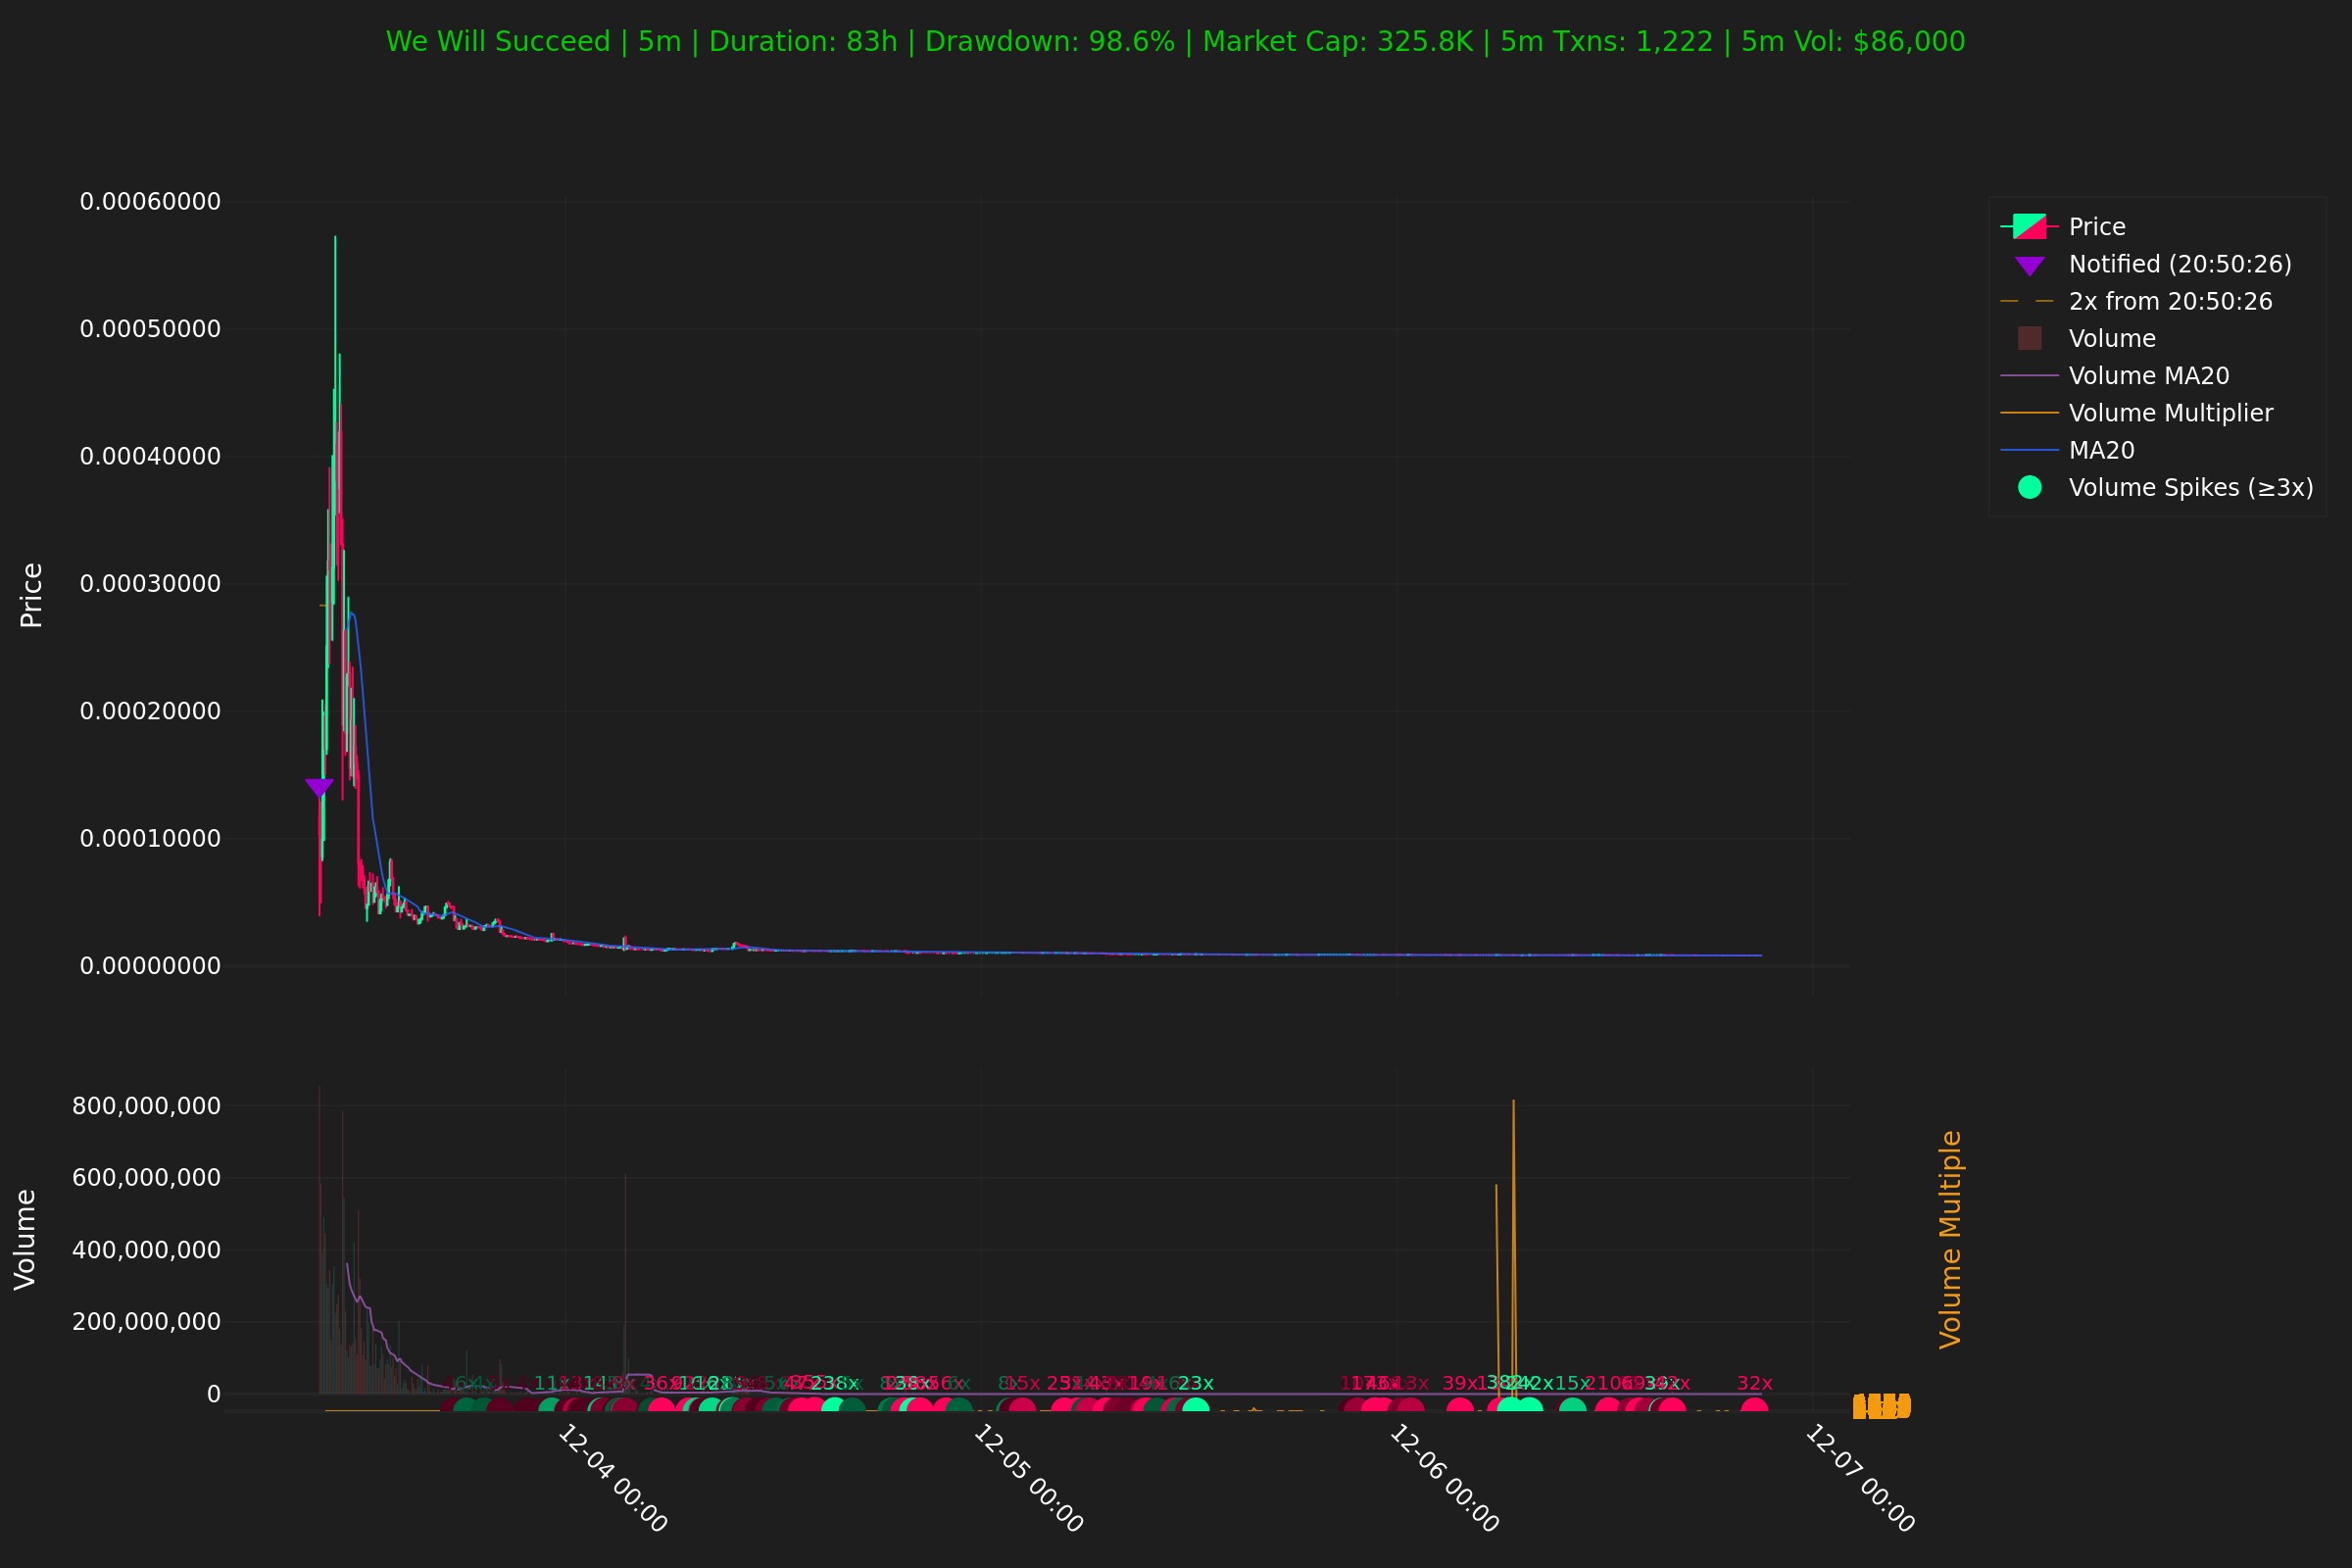 We Will Succeed | 5m | Duration: 83h | Drawdown: 98.6% | Market Cap: 325.8K | 5m Txns: 1,222 | 5m Vol: $86,000
0.00060000
0.00050000
0.00040000
0.00030000
0.00020000
0.00010000
0.00000000
Price
Price
Notified (20:50:26)
2x from 20:50:26
Volume
Volume MA20
Volume Multiplier
MA20
Volume Spikes (≥3x)
800,000,000
600,000,000
400,000,000
200,000,000
0
Volume
Volume Multiple
238x
15x
23x
39x
242x
15x
32x
12-04 00:00
12-05 00:00
12-06 00:00
12-07 00:00